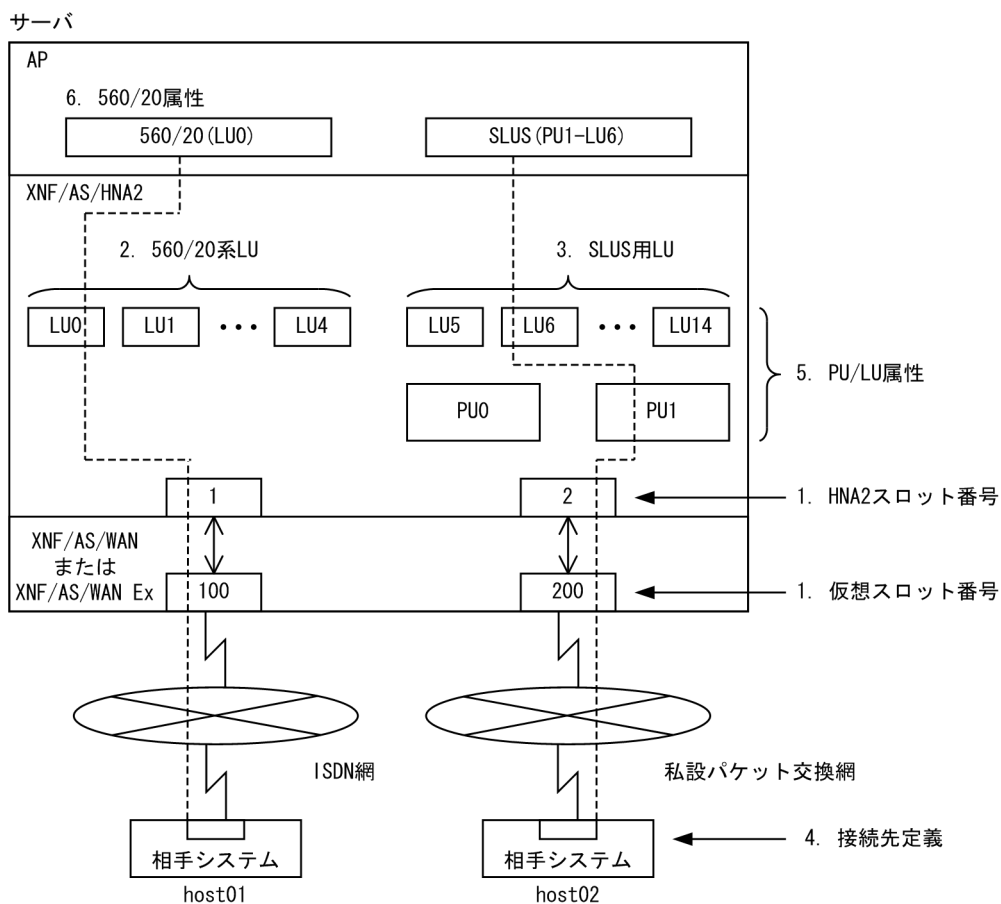 サーバ
AP
6. 560/20属性
560/20(LU0)
SLUS(PU1-LU6)
XNF/AS/HNA2
2. 560/20系LU
3. SLUS用LU
LU0
LU1
･･･
LU4
LU5
LU6
･･･
LU14
5. PU/LU属性
PU0
PU1
1
2
1. HNA2スロット番号
XNF/AS/WAN
または
XNF/AS/WAN Ex
100
200
1. 仮想スロット番号
ISDN網
私設パケット交換網
相手システム
相手システム
4. 接続先定義
host01
host02